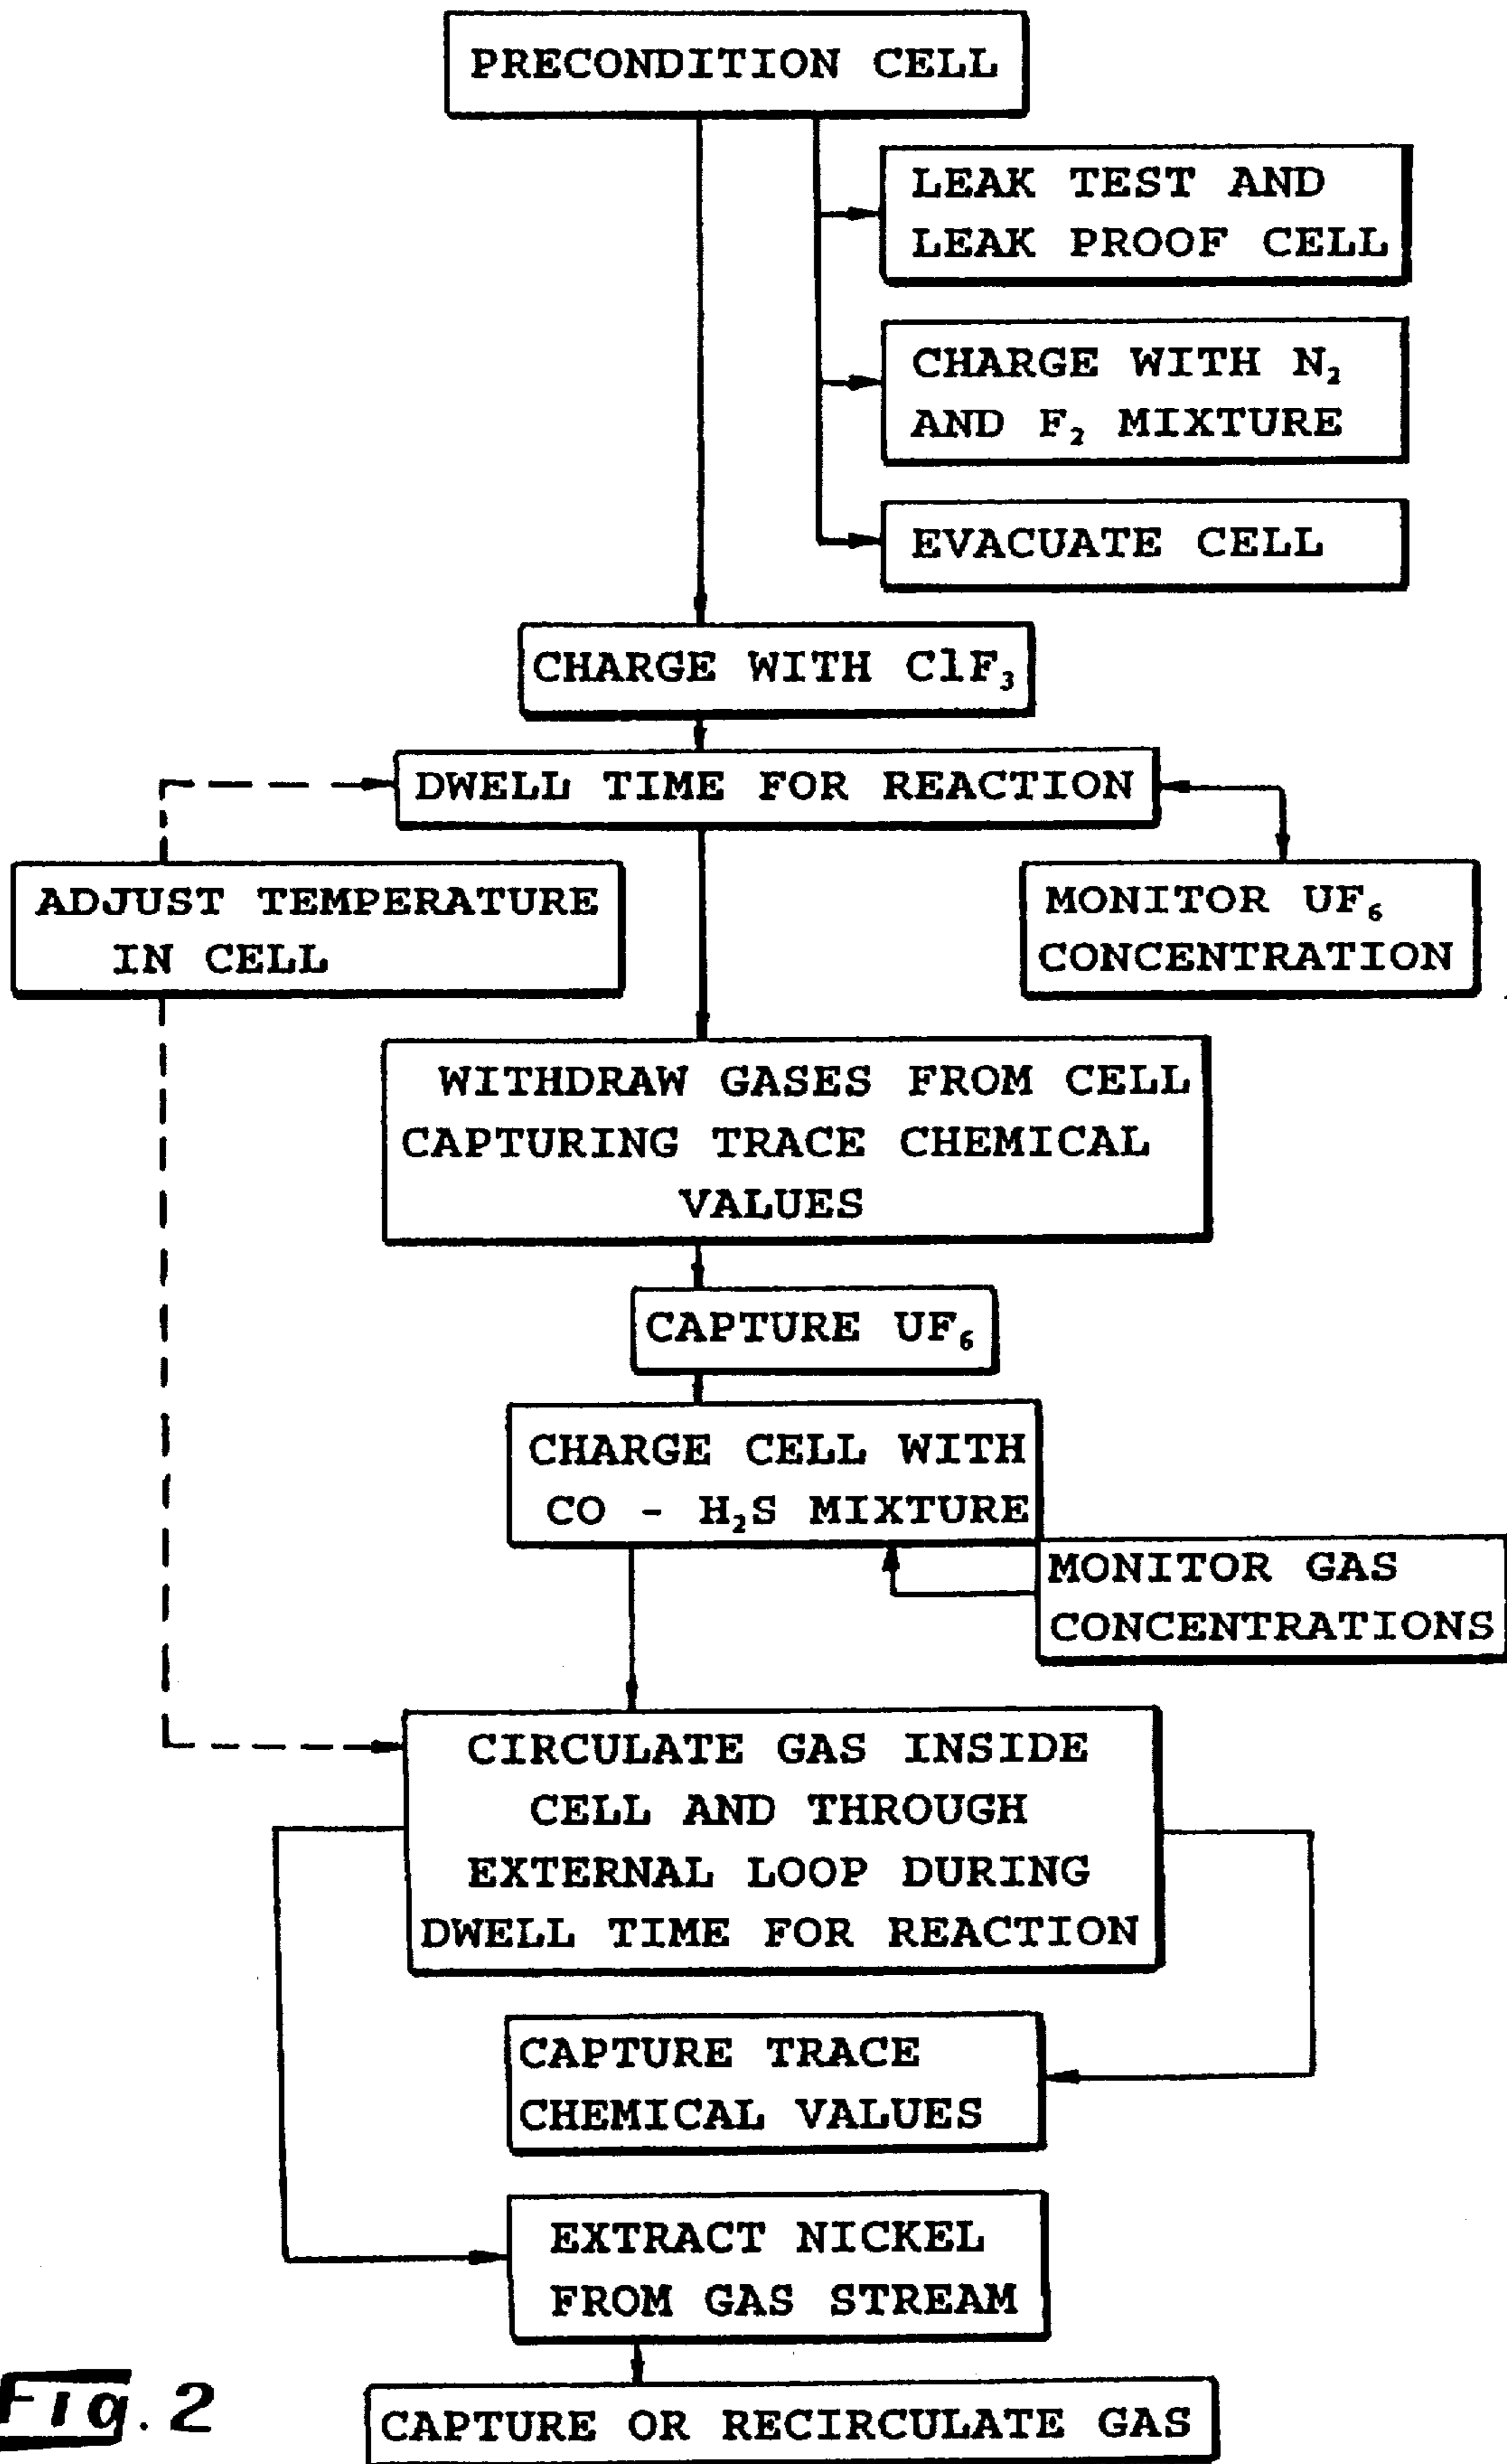 PRECONDITION CELL
LEAK TEST AND
LEAK PROOF CELL
CHARGE WITH N₂
AND F₂ MIXTURE
EVACUATE CELL
CHARGE WITH ClF₃
DWELL TIME FOR REACTION
ADJUST TEMPERATURE
IN CELL
MONITOR UF₆
CONCENTRATION
WITHDRAW GASES FROM CELL
CAPTURING TRACE CHEMICAL
VALUES
CAPTURE UF₆
CHARGE CELL WITH
CO - H₂S MIXTURE
MONITOR GAS
CONCENTRATIONS
CIRCULATE GAS INSIDE
CELL AND THROUGH
EXTERNAL LOOP DURING
DWELL TIME FOR REACTION
CAPTURE TRACE
CHEMICAL VALUES
EXTRACT NICKEL
FROM GAS STREAM
CAPTURE OR RECIRCULATE GAS
Fig. 2